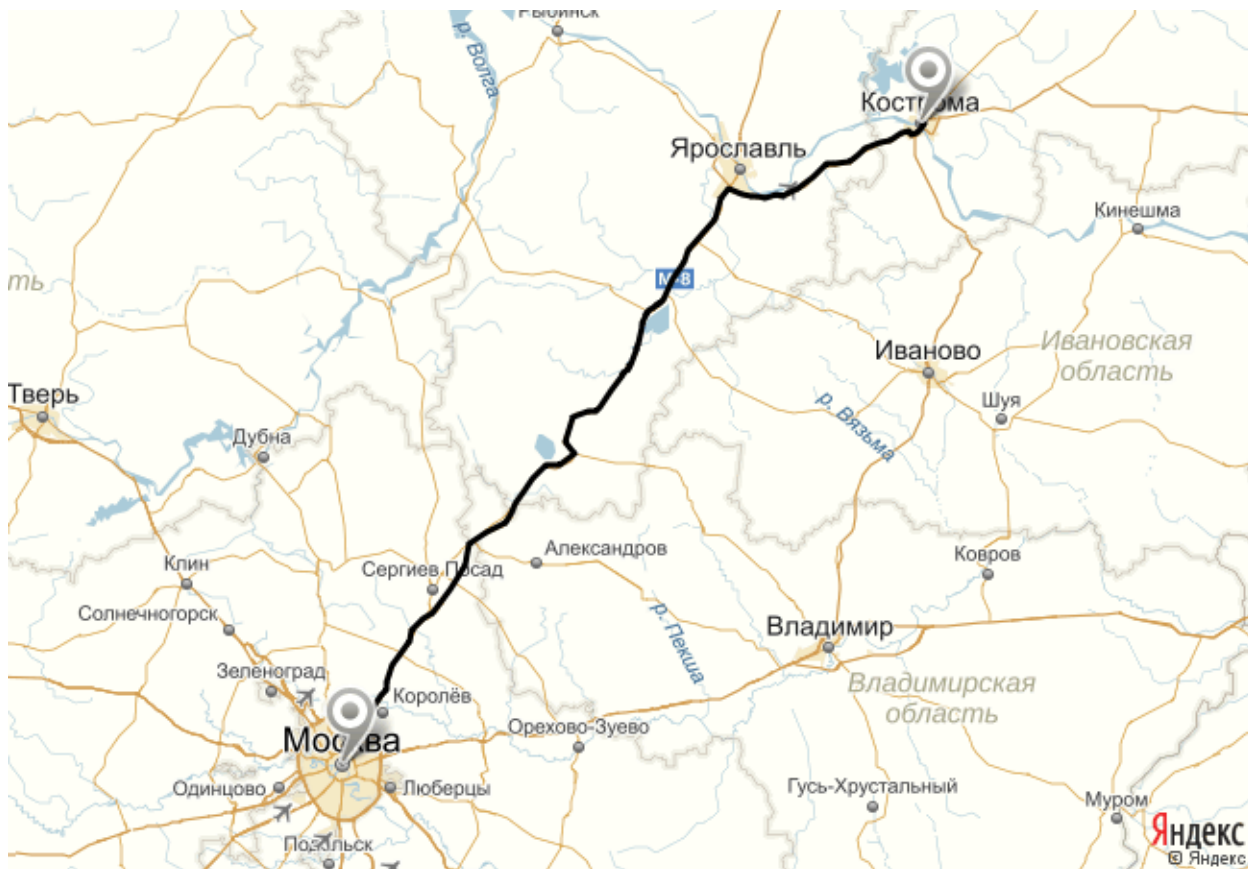 Рыбинск
р. Волга
Кострома
Ярославль
Кинешма
М-8
Иваново
Ивановская
область
Шуя
р. Вязьма
Тверь
Дубна
Клин
Александров
Ковров
Сергиев Посад
Солнечногорск
р. Пекша
Владимир
Зеленоград
Владимирская
область
Королёв
Орехово-Зуево
Москва
Одинцово
Люберцы
Гусь-Хрустальный
Муром
Подольск
Яндекс
© Яндекс